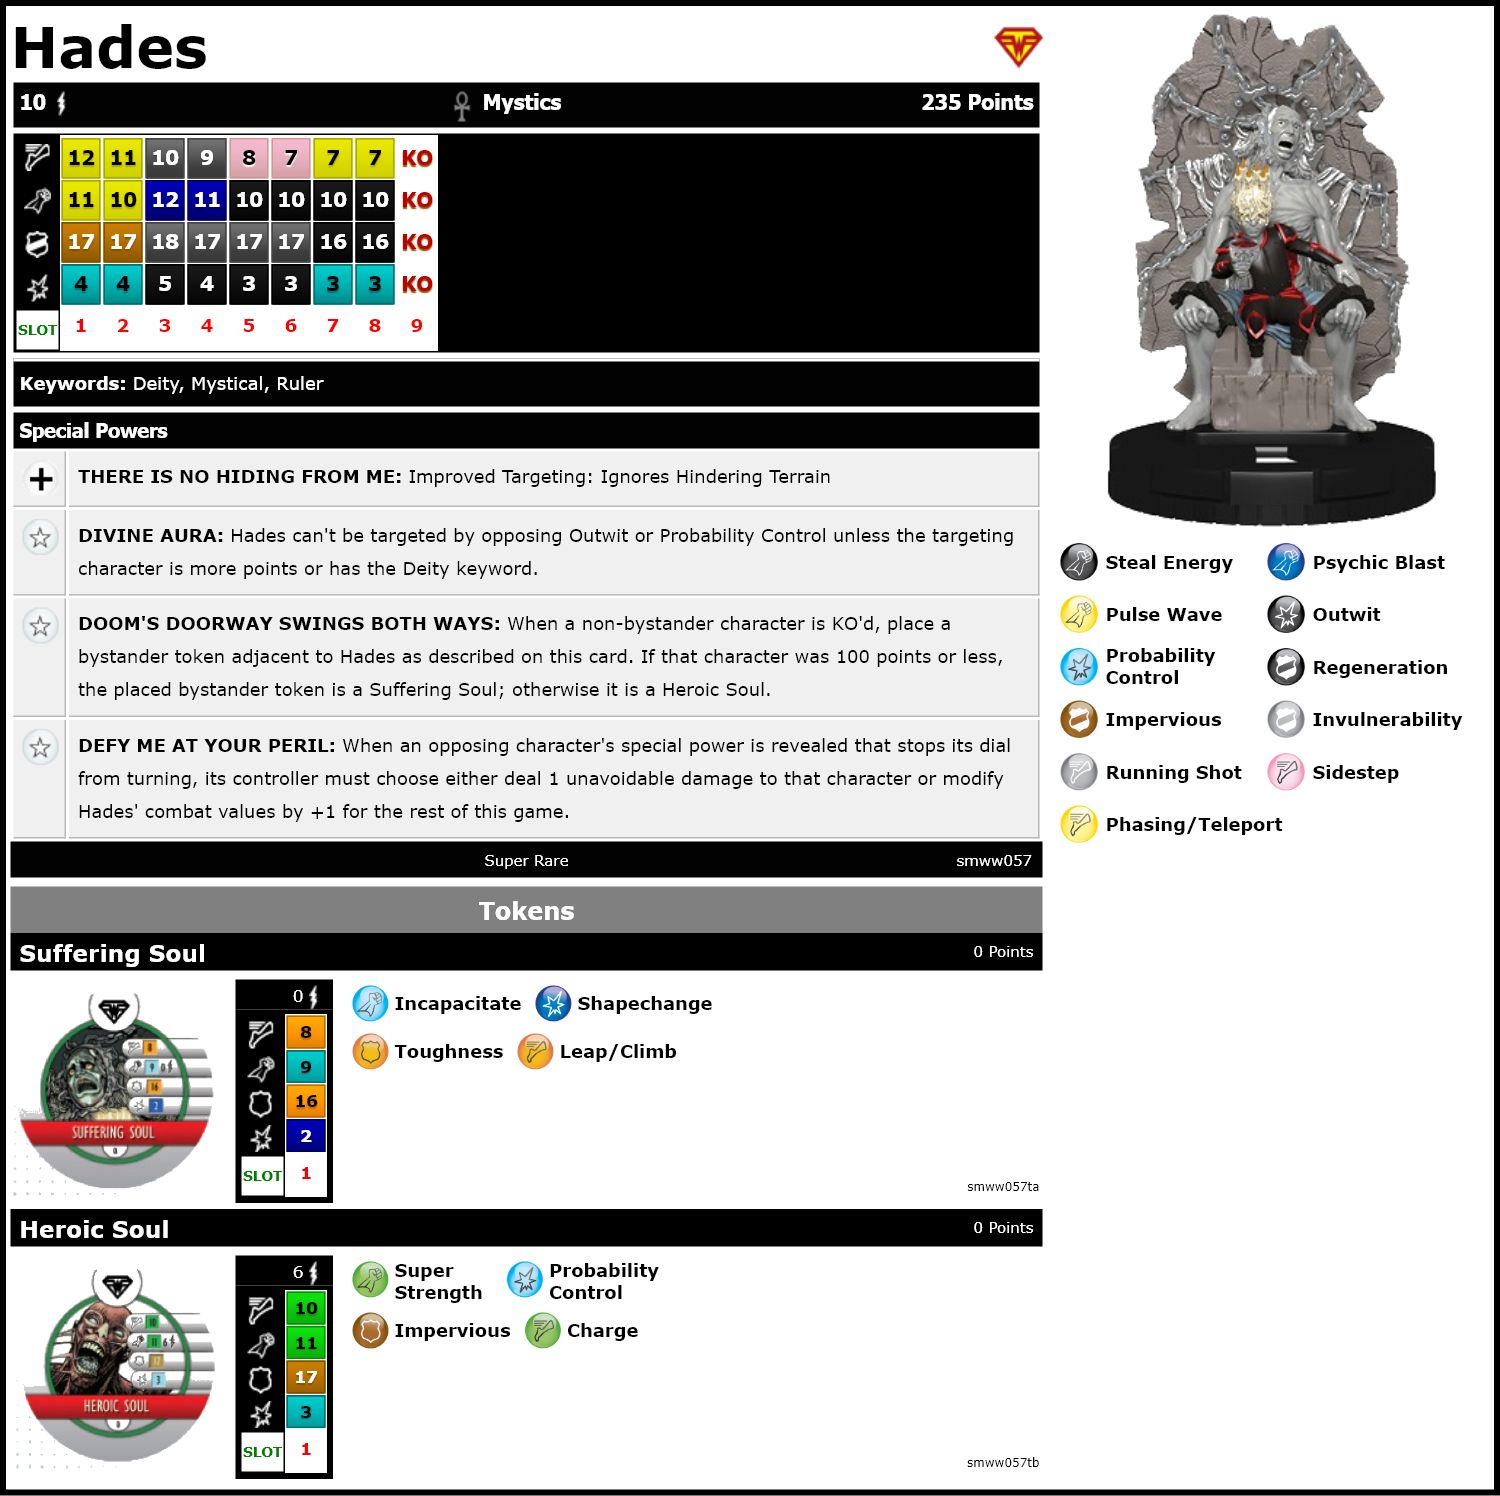 Hades
10 Mystics 235 Points
12 11 10 9 8 7 7 7 KO
11 10 12 11 10 10 10 10 KO
17 17 18 17 17 17 16 16 KO
4 4 5 4 3 3 3 3 KO
SLOT 1 2 3 4 5 6 7 8 9
Keywords: Deity, Mystical, Ruler
Special Powers
THERE IS NO HIDING FROM ME: Improved Targeting: Ignores Hindering Terrain
DIVINE AURA: Hades can't be targeted by opposing Outwit or Probability Control unless the targeting
character is more points or has the Deity keyword.
DOOM'S DOORWAY SWINGS BOTH WAYS: When a non-bystander character is KO'd, place a
bystander token adjacent to Hades as described on this card. If that character was 100 points or less,
the placed bystander token is a Suffering Soul; otherwise it is a Heroic Soul.
DEFY ME AT YOUR PERIL: When an opposing character's special power is revealed that stops its dial
from turning, its controller must choose either deal 1 unavoidable damage to that character or modify
Hades' combat values by +1 for the rest of this game.
Super Rare smww057
Steal Energy Psychic Blast
Pulse Wave Outwit
Probability
Control
Regeneration
Impervious Invulnerability
Running Shot Sidestep
Phasing/Teleport
Tokens
Suffering Soul 0 Points
8
9 0
16
2
SUFFERING SOUL
0
0
8
9
16
2
SLOT 1
Incapacitate Shapechange
Toughness Leap/Climb
smww057ta
Heroic Soul 0 Points
10
11 6
17
3
HEROIC SOUL
0
6
10
11
17
3
SLOT 1
Super
Strength
Probability
Control
Impervious Charge
smww057tb